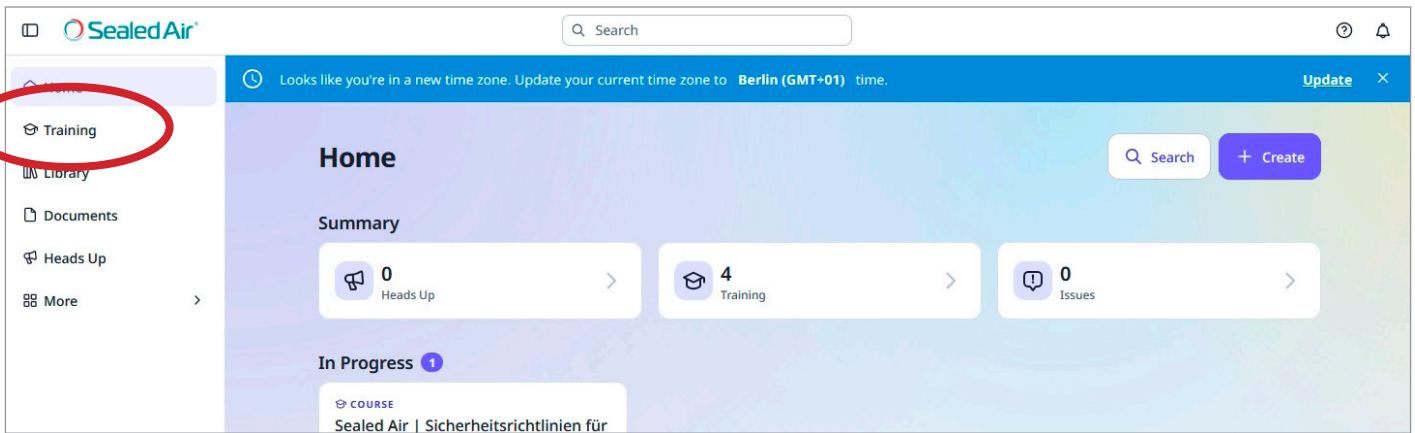 Sealed Air®
Search
Home
Looks like you're in a new time zone. Update your current time zone to Berlin (GMT+01) time.
Update
Training
Library
Documents
Heads Up
More
Home
Search
+ Create
Summary
0
Heads Up
4
Training
0
Issues
In Progress 1
COURSE
Sealed Air | Sicherheitsrichtlinien für